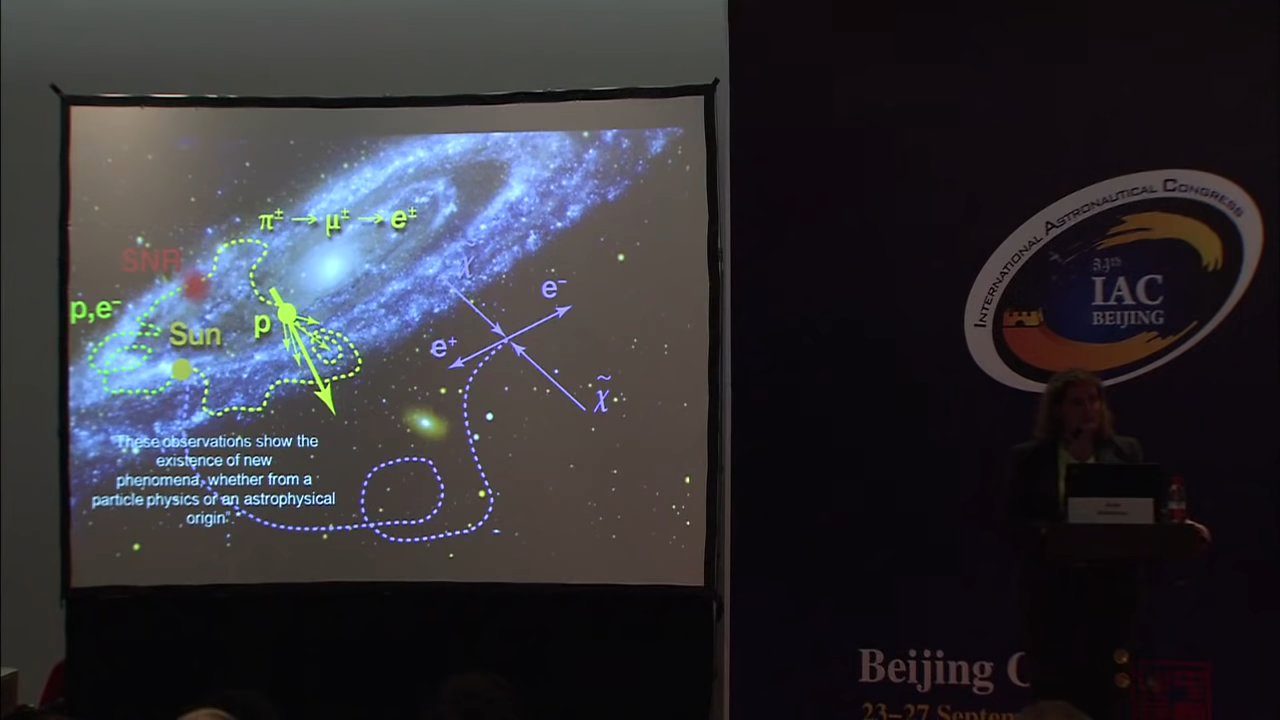 π± → μ± → e±
SNR
p,e⁻
Sun
p
χ̃
e⁻
e⁺
χ̃
"These observations show the
existence of new
phenomena, whether from a
particle physics or an astrophysical
origin"
INTERNATIONAL ASTRONAUTICAL CONGRESS
IAC
BEIJING
Beijing C
23–27 Septem